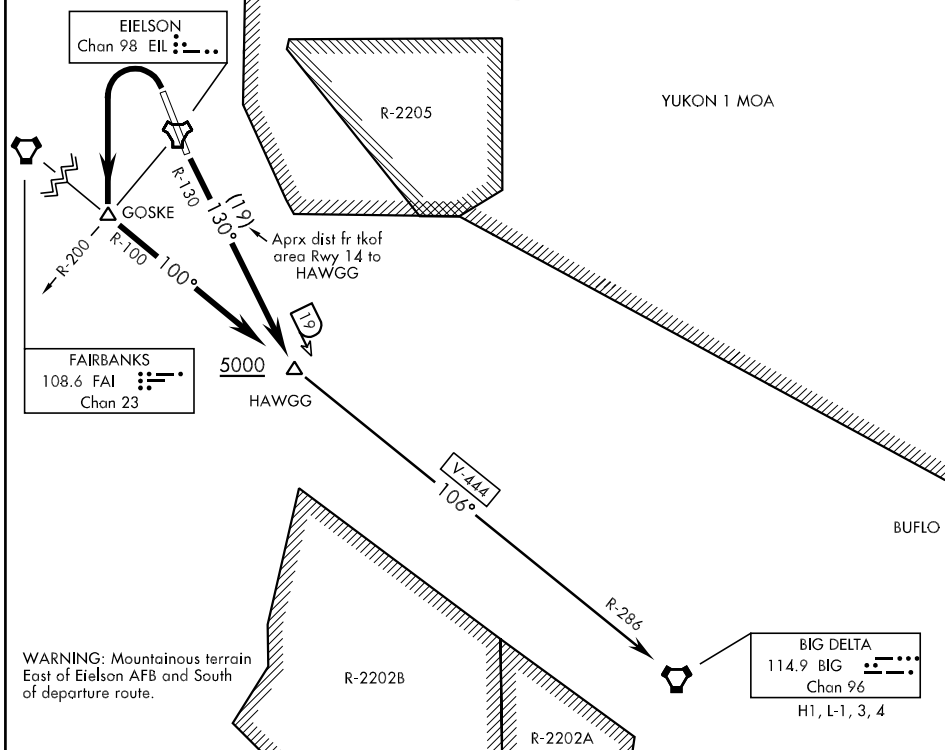 EIELSON
Chan 98 EIL
R-2205
YUKON 1 MOA
R-130
130°
(19)
GOSKE
Aprx dist fr tkof
area Rwy 14 to
HAWGG
R-200
R-100
100°
19
FAIRBANKS
108.6 FAI
Chan 23
5000
HAWGG
V-444
106°
BUFLO
R-286
WARNING: Mountainous terrain
East of Eielson AFB and South
of departure route.
R-2202B
BIG DELTA
114.9 BIG
Chan 96
H1, L-1, 3, 4
R-2202A